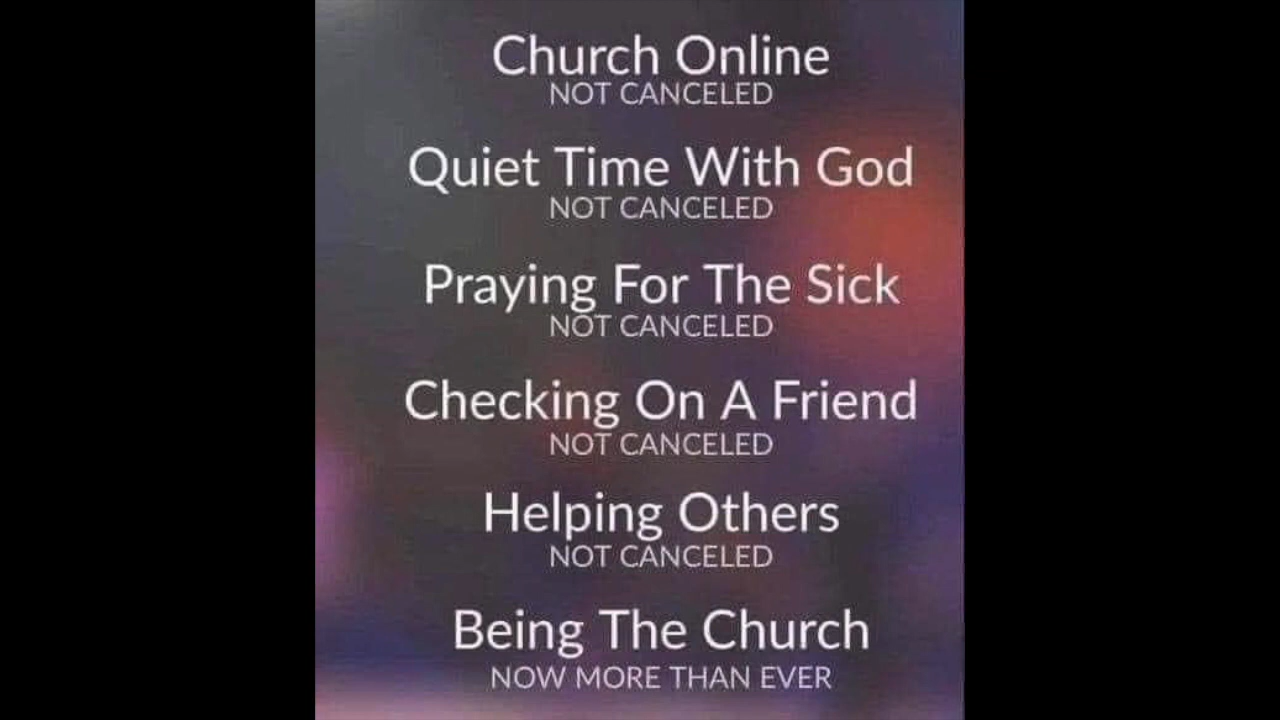 Church Online
NOT CANCELED
Quiet Time With God
NOT CANCELED
Praying For The Sick
NOT CANCELED
Checking On A Friend
NOT CANCELED
Helping Others
NOT CANCELED
Being The Church
NOW MORE THAN EVER